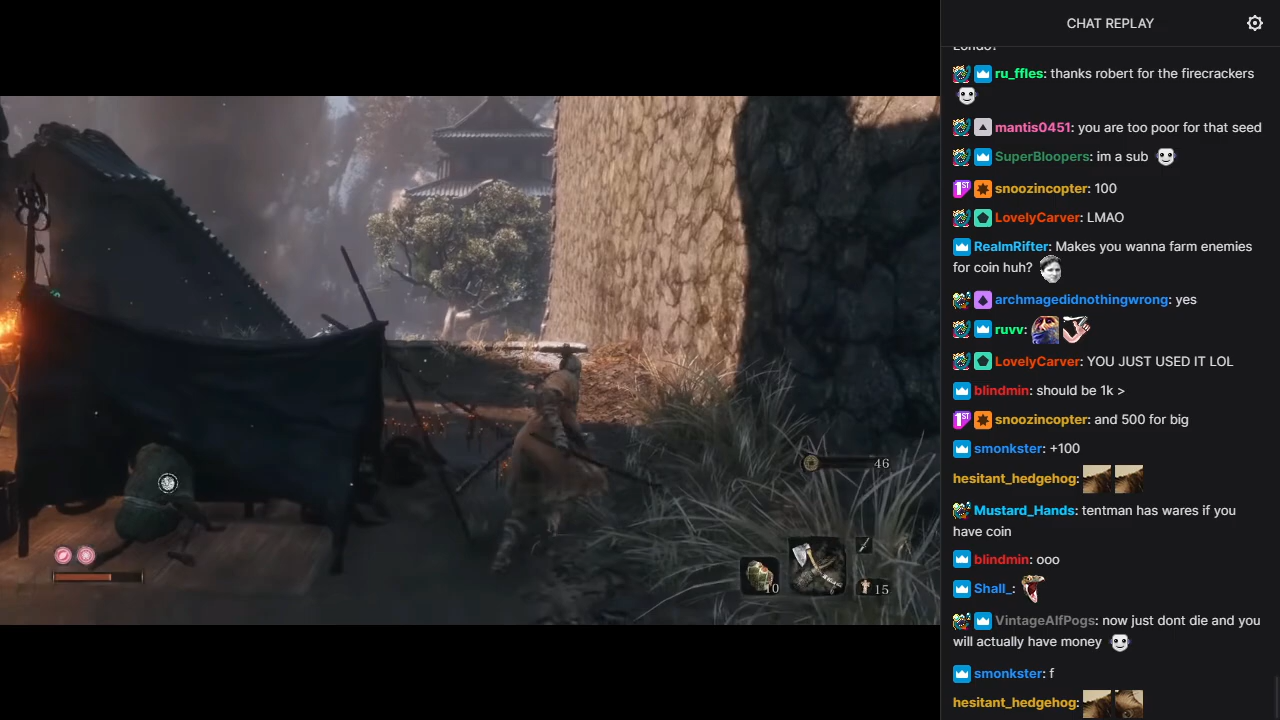 CHAT REPLAY
Londo?
ru_ffles: thanks robert for the firecrackers
mantis0451: you are too poor for that seed
SuperBloopers: im a sub
1ST snoozincopter: 100
LovelyCarver: LMAO
RealmRifter: Makes you wanna farm enemies
for coin huh?
archmagedidnothingwrong: yes
ruvv:
LovelyCarver: YOU JUST USED IT LOL
blindmin: should be 1k >
1ST snoozincopter: and 500 for big
smonkster: +100
hesitant_hedgehog:
Mustard_Hands: tentman has wares if you
have coin
blindmin: ooo
Shall_:
VintageAlfPogs: now just dont die and you
will actually have money
smonkster: f
hesitant_hedgehog:
46
10
15